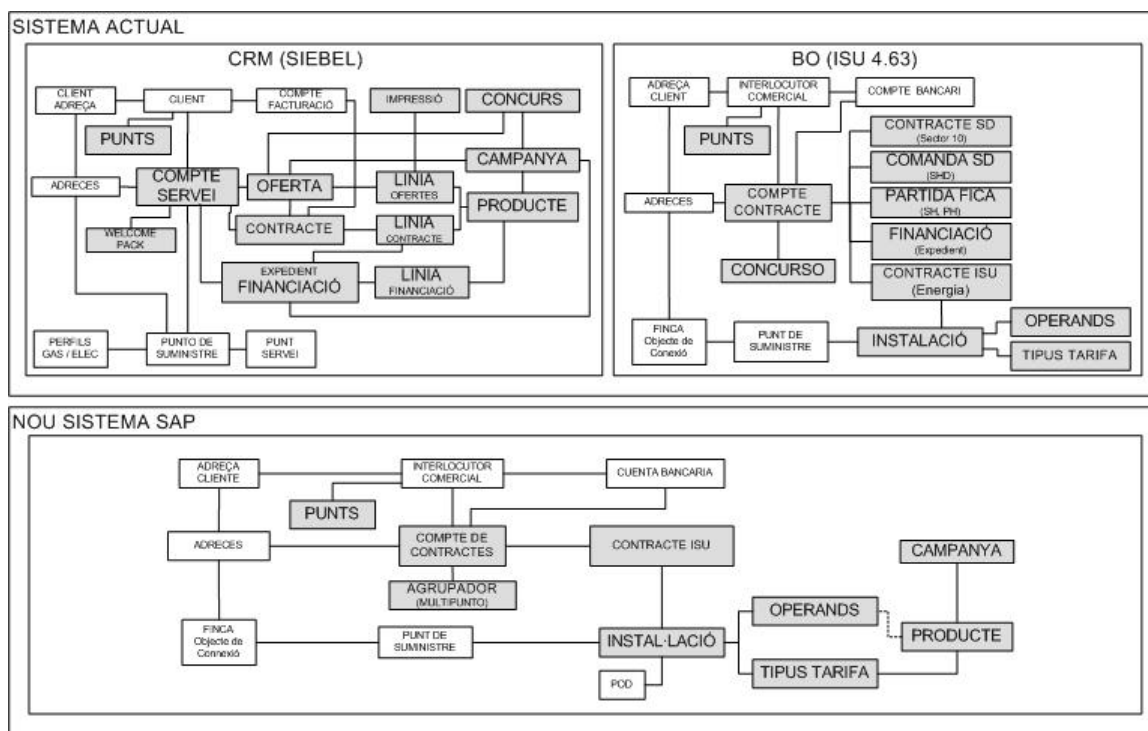 SISTEMA ACTUAL
CRM (SIEBEL)
CLIENT
ADREÇA
CLIENT
COMPTE
FACTURACIÓ
IMPRESSIÓ
CONCURS
PUNTS
CAMPANYA
ADRECES
COMPTE
SERVEI
OFERTA
LINIA
OFERTES
PRODUCTE
WELCOME
PACK
CONTRACTE
LINIA
CONTRACTE
EXPEDIENT
FINANCIACIÓ
LINIA
FINANCIACIÓ
PERFILS
GAS / ELEC
PUNTO DE
SUMINISTRE
PUNT
SERVEI
BO (ISU 4.63)
ADREÇA
CLIENT
INTERLOCUTOR
COMERCIAL
COMPTE BANCARI
PUNTS
CONTRACTE SD
(Sector 10)
COMANDA SD
(SHD)
ADRECES
COMPTE
CONTRACTE
PARTIDA FICA
(SH, PH)
FINANCIACIÓ
(Expedient)
CONCURSO
CONTRACTE ISU
(Energia)
FINCA
Objecte de
Conexió
PUNT DE
SUMINISTRE
INSTALACIÓ
OPERANDS
TIPUS TARIFA
NOU SISTEMA SAP
ADREÇA
CLIENTE
INTERLOCUTOR
COMERCIAL
CUENTA BANCARIA
PUNTS
ADRECES
COMPTE DE
CONTRACTES
CONTRACTE ISU
CAMPANYA
AGRUPADOR
(MULTIPUNTO)
OPERANDS
FINCA
Objecte de
Connexió
PUNT DE
SUMINISTRE
INSTAL·LACIÓ
PRODUCTE
TIPUS TARIFA
POD